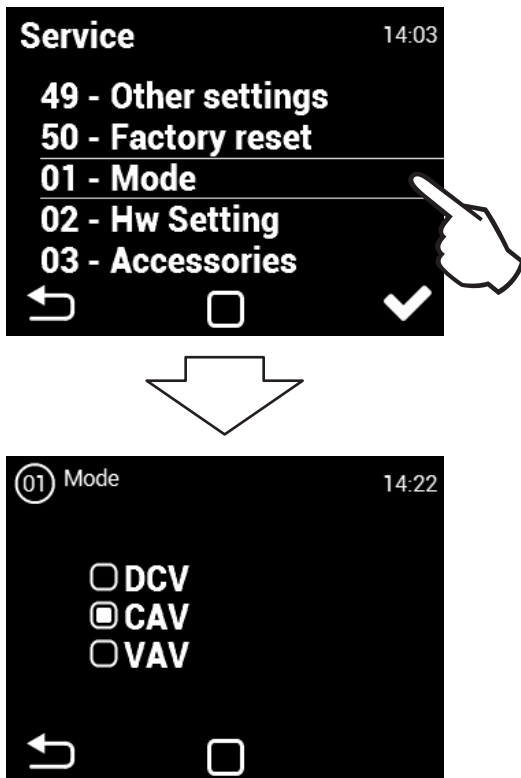 Service 14:03
49 - Other settings
50 - Factory reset
01 - Mode
02 - Hw Setting
03 - Accessories
01 Mode 14:22
DCV
CAV
VAV